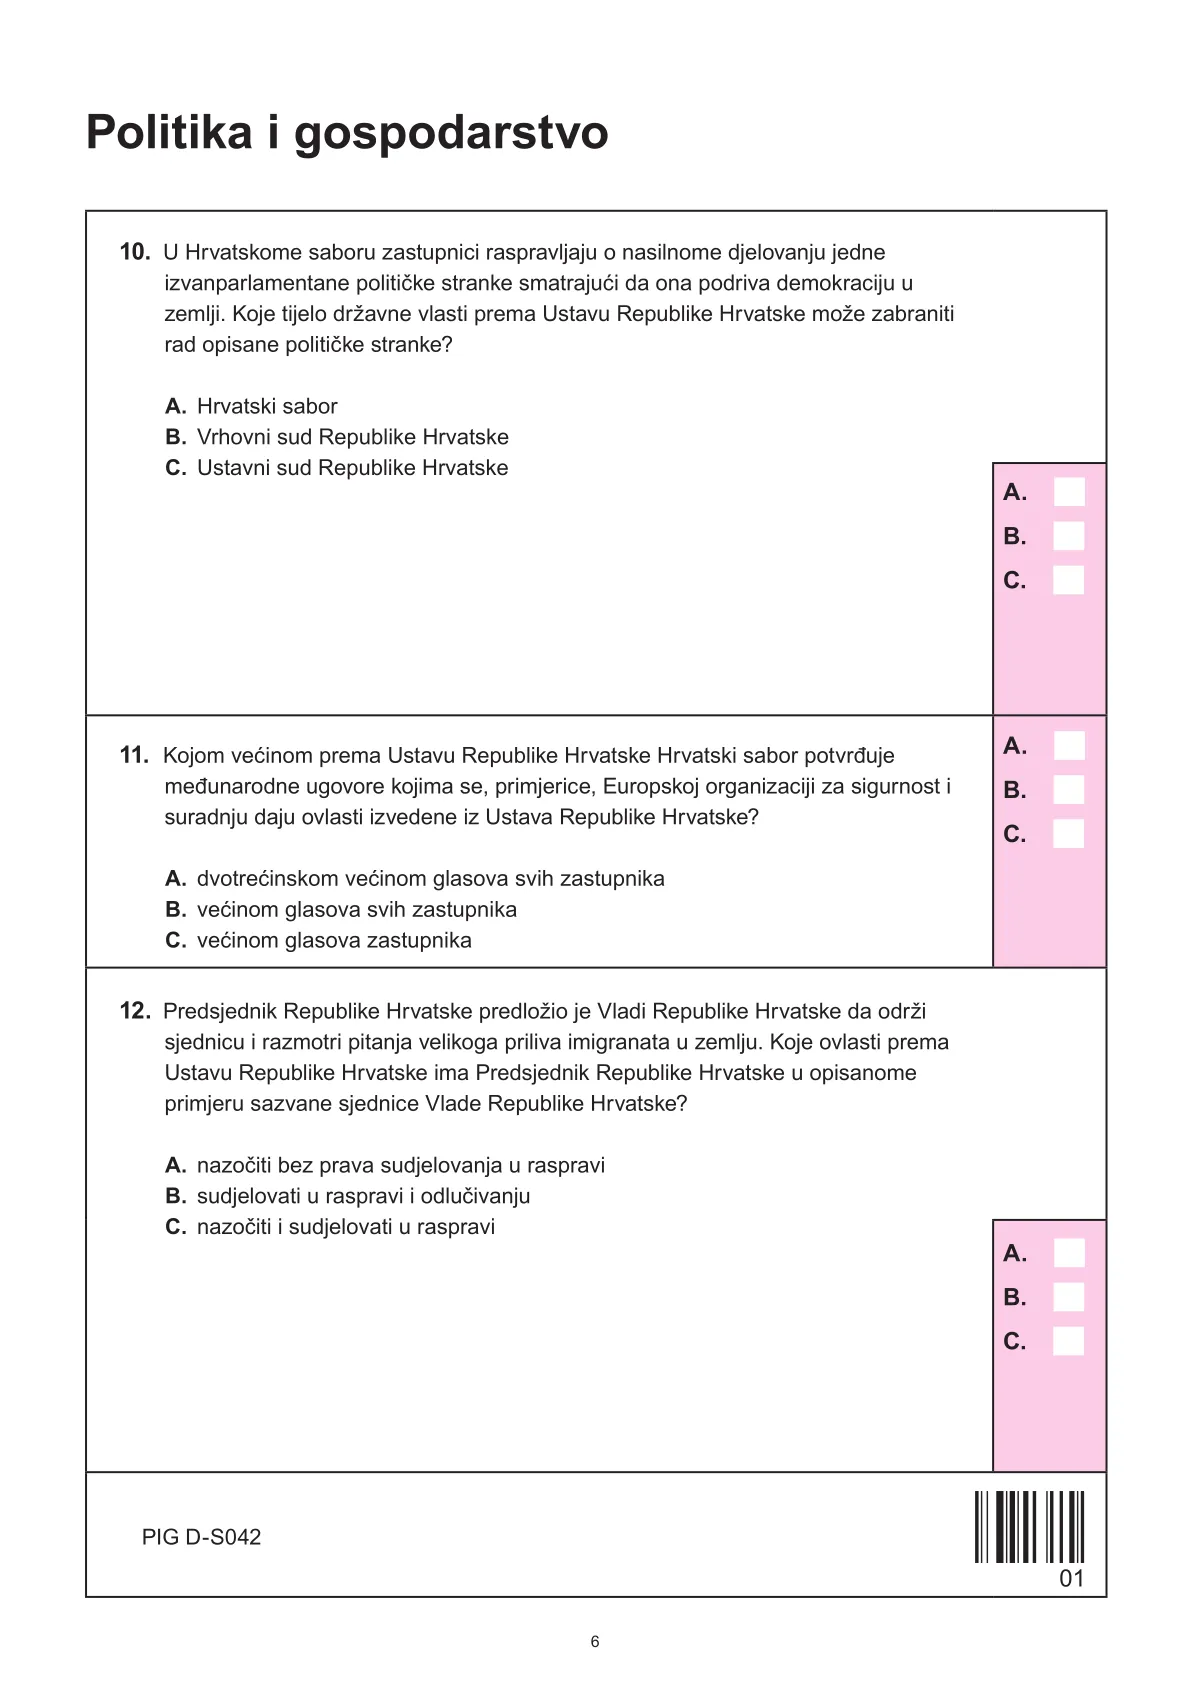 Politika i gospodarstvo
10. U Hrvatskome saboru zastupnici raspravljaju o nasilnome djelovanju jedne
izvanparlamentane političke stranke smatrajući da ona podriva demokraciju u
zemlji. Koje tijelo državne vlasti prema Ustavu Republike Hrvatske može zabraniti
rad opisane političke stranke?
A. Hrvatski sabor
B. Vrhovni sud Republike Hrvatske
C. Ustavni sud Republike Hrvatske
A.
B.
C.
11. Kojom većinom prema Ustavu Republike Hrvatske Hrvatski sabor potvrđuje
međunarodne ugovore kojima se, primjerice, Europskoj organizaciji za sigurnost i
suradnju daju ovlasti izvedene iz Ustava Republike Hrvatske?
A. dvotrećinskom većinom glasova svih zastupnika
B. većinom glasova svih zastupnika
C. većinom glasova zastupnika
A.
B.
C.
12. Predsjednik Republike Hrvatske predložio je Vladi Republike Hrvatske da održi
sjednicu i razmotri pitanja velikoga priliva imigranata u zemlju. Koje ovlasti prema
Ustavu Republike Hrvatske ima Predsjednik Republike Hrvatske u opisanome
primjeru sazvane sjednice Vlade Republike Hrvatske?
A. nazočiti bez prava sudjelovanja u raspravi
B. sudjelovati u raspravi i odlučivanju
C. nazočiti i sudjelovati u raspravi
A.
B.
C.
PIG D-S042
01
6